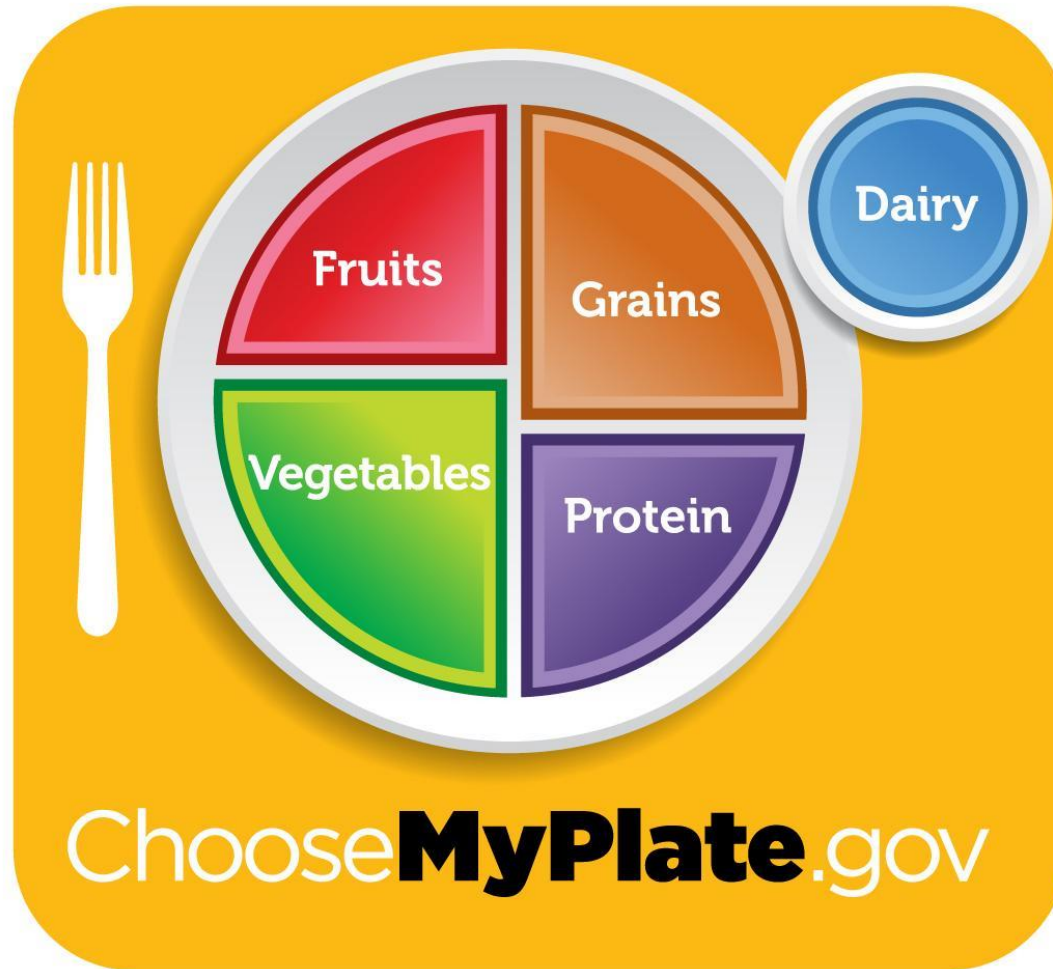 Dairy
Fruits
Grains
Vegetables
Protein
ChooseMyPlate.gov